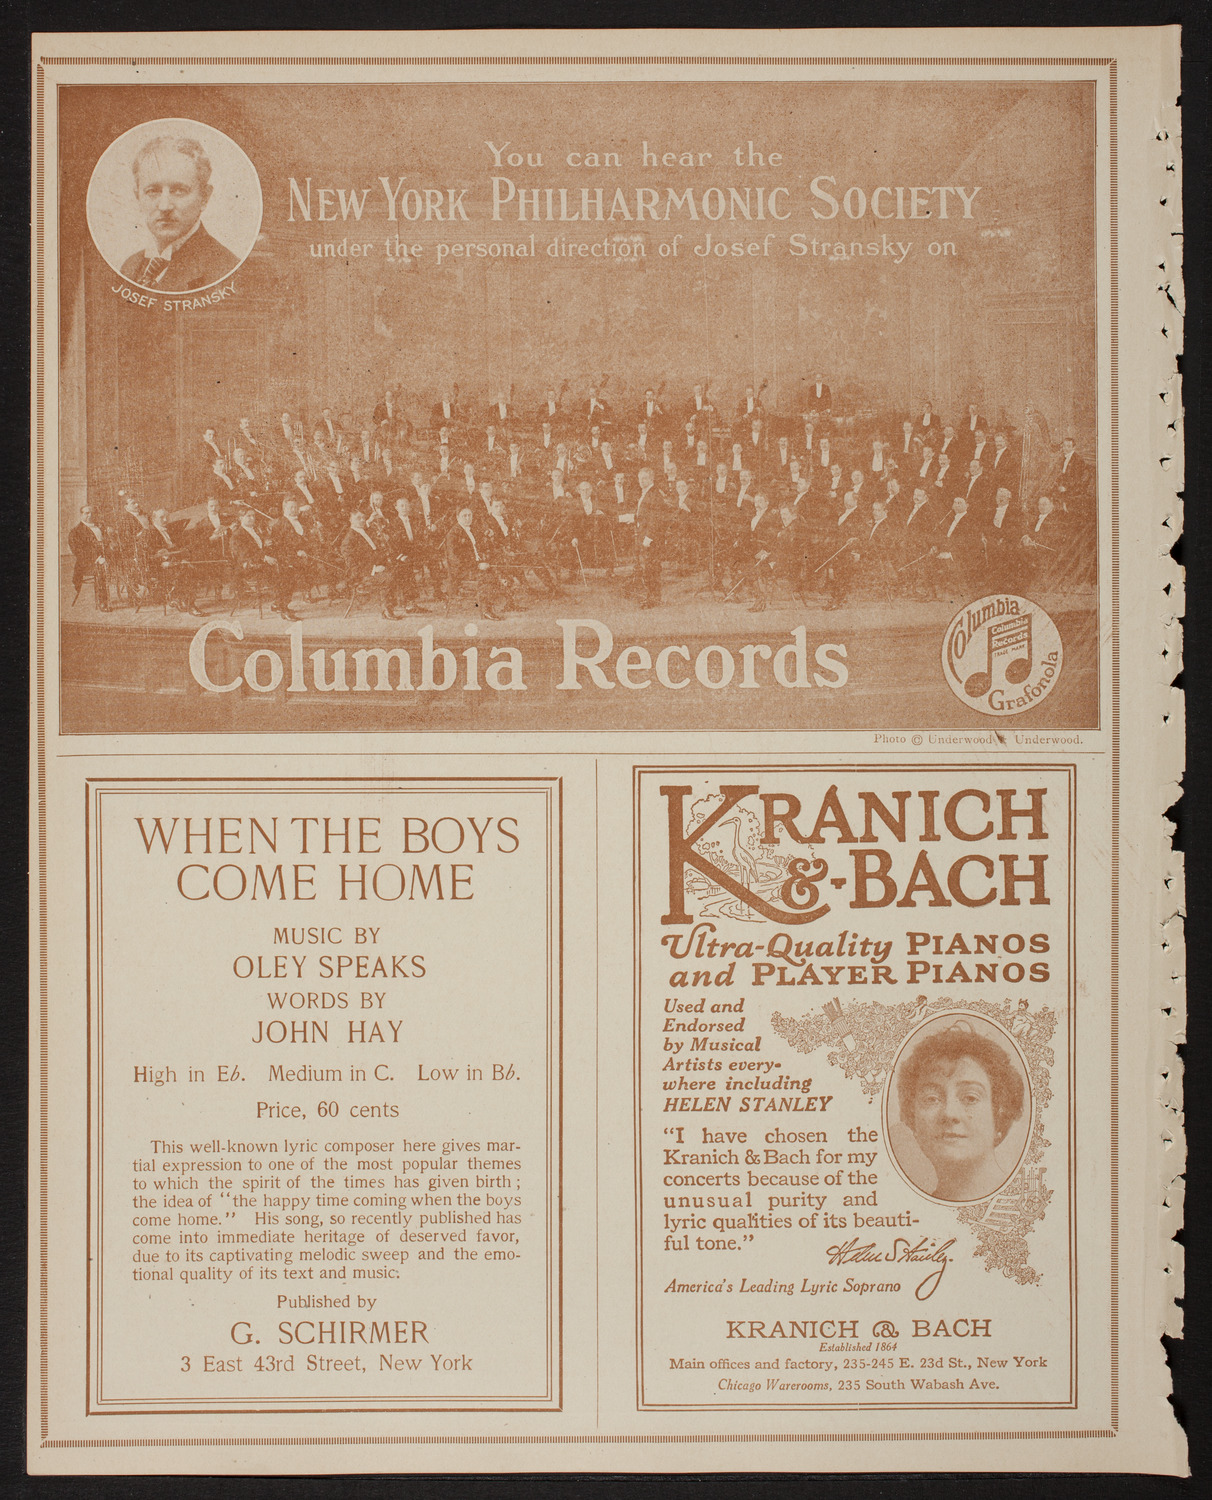 JOSEF STRANSKY
You can hear the
NEW YORK PHILHARMONIC SOCIETY
under the personal direction of Josef Stransky on
Columbia Records
Columbia
Columbia
Records
TRADE MARK
Grafonola
Photo © Underwood & Underwood.
WHEN THE BOYS
COME HOME
MUSIC BY
OLEY SPEAKS
WORDS BY
JOHN HAY
High in E♭. Medium in C. Low in B♭.
Price, 60 cents
This well-known lyric composer here gives mar-
tial expression to one of the most popular themes
to which the spirit of the times has given birth;
the idea of "the happy time coming when the boys
come home." His song, so recently published has
come into immediate heritage of deserved favor,
due to its captivating melodic sweep and the emo-
tional quality of its text and music.
Published by
G. SCHIRMER
3 East 43rd Street, New York
KRANICH
&-BACH
Ultra-Quality PIANOS
and PLAYER PIANOS
Used and
Endorsed
by Musical
Artists every-
where including
HELEN STANLEY
"I have chosen the
Kranich & Bach for my
concerts because of the
unusual purity and
lyric qualities of its beauti-
ful tone."
Helen Stanley.
America's Leading Lyric Soprano
KRANICH & BACH
Established 1864
Main offices and factory, 235-245 E. 23d St., New York
Chicago Warerooms, 235 South Wabash Ave.